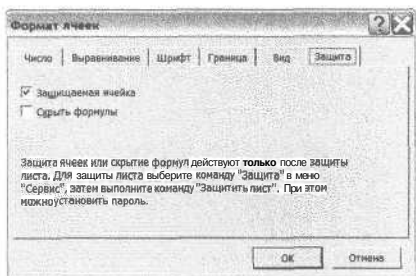 Формат ячеек
Число Выравнивание Шрифт Граница Вид Защита
Защищаемая ячейка
Скрыть формулы
Защита ячеек или скрытие формул действуют только после защиты
листа. Для защиты листа выберите команду "Защита" в меню
"Сервис", затем выполните команду "Защитить лист". При этом
можноустановить пароль.
ОК Отмена